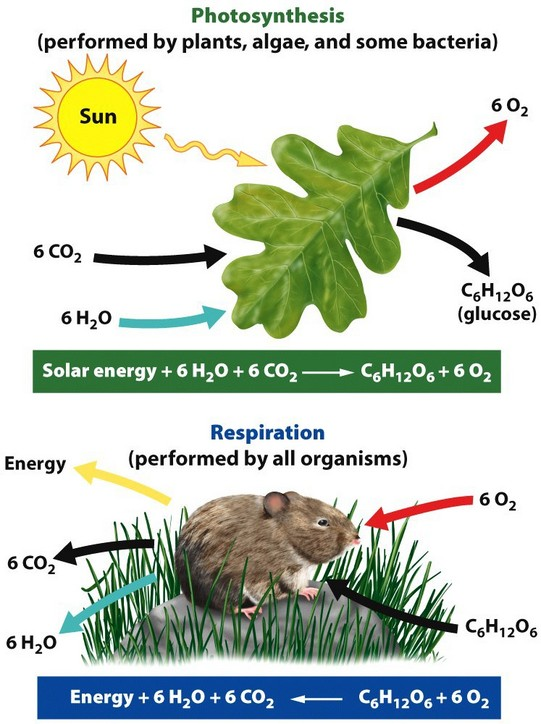 Photosynthesis
(performed by plants, algae, and some bacteria)
Sun
6 O₂
6 CO₂
C₆H₁₂O₆
(glucose)
6 H₂O
Solar energy + 6 H₂O + 6 CO₂ ⟶ C₆H₁₂O₆ + 6 O₂
Respiration
(performed by all organisms)
Energy
6 O₂
6 CO₂
C₆H₁₂O₆
6 H₂O
Energy + 6 H₂O + 6 CO₂ ⟵ C₆H₁₂O₆ + 6 O₂